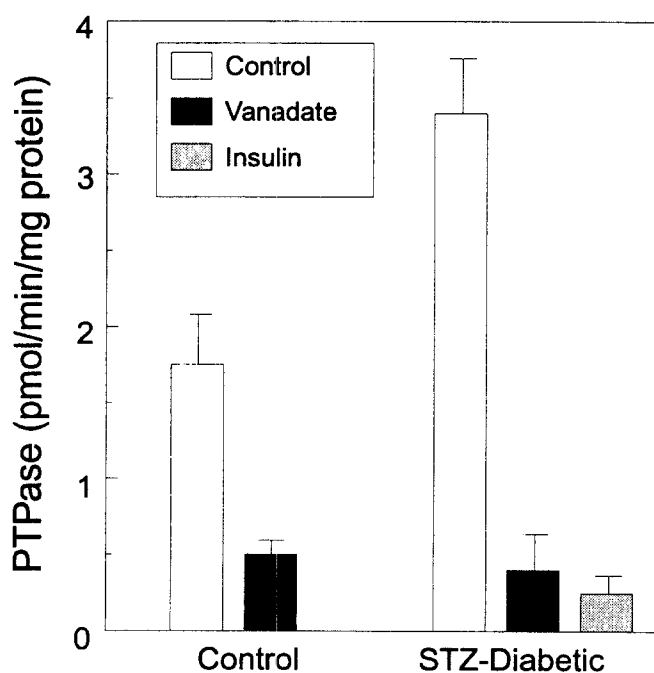 PTPase (pmol/min/mg protein)
4
3
2
1
0
Control
Vanadate
Insulin
Control
STZ-Diabetic